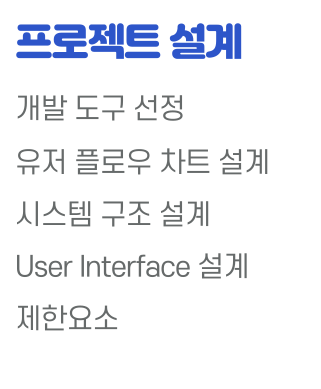 프로젝트 설계
개발 도구 선정
유저 플로우 차트 설계
시스템 구조 설계
User Interface 설계
제한요소